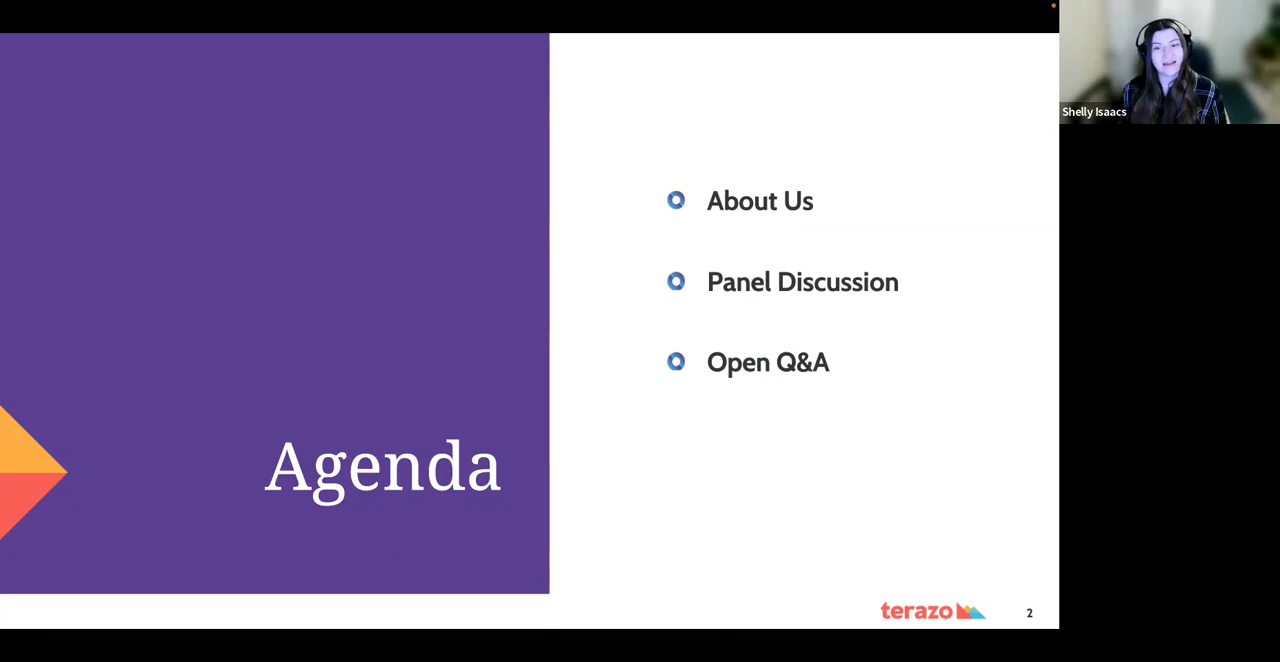 Shelly Isaacs
About Us
Panel Discussion
Open Q&A
Agenda
terazo
2